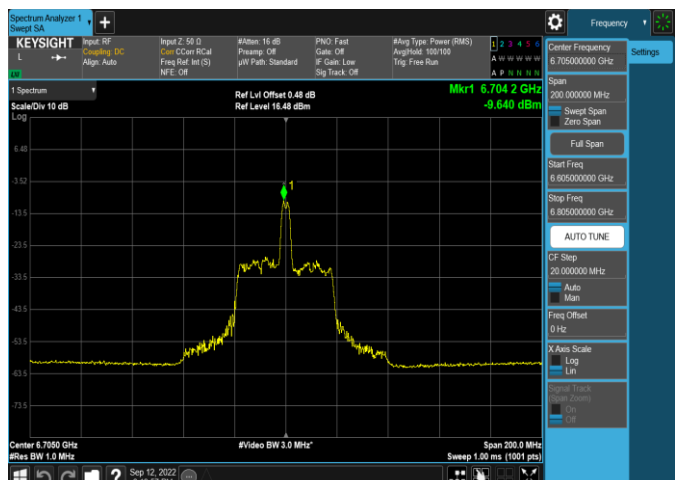 Spectrum Analyzer 1
Swept SA
Frequency
KEYSIGHT
L
Input: RF
Coupling: DC
Align: Auto
Input Z: 50 Ω
Corr CCorr RCal
Freq Ref: Int (S)
NFE: Off
#Atten: 16 dB
Preamp: Off
µW Path: Standard
PNO: Fast
Gate: Off
IF Gain: Low
Sig Track: Off
#Avg Type: Power (RMS)
Avg|Hold: 100/100
Trig: Free Run
1 2 3 4 5 6
A W W W W W
A P N N N N
1 Spectrum
Scale/Div 10 dB
Log
Ref Lvl Offset 0.48 dB
Ref Level 16.48 dBm
Mkr1 6.704 2 GHz
-9.640 dBm
6.48
-3.52
-13.5
-23.5
-33.5
-43.5
-53.5
-63.5
-73.5
1
Center 6.7050 GHz
#Res BW 1.0 MHz
#Video BW 3.0 MHz*
Span 200.0 MHz
Sweep 1.00 ms (1001 pts)
Center Frequency
6.705000000 GHz
Settings
Span
200.000000 MHz
Swept Span
Zero Span
Full Span
Start Freq
6.605000000 GHz
Stop Freq
6.805000000 GHz
AUTO TUNE
CF Step
20.000000 MHz
Auto
Man
Freq Offset
0 Hz
X Axis Scale
Log
Lin
Signal Track
(Span Zoom)
On
Off
?
Sep 12, 2022